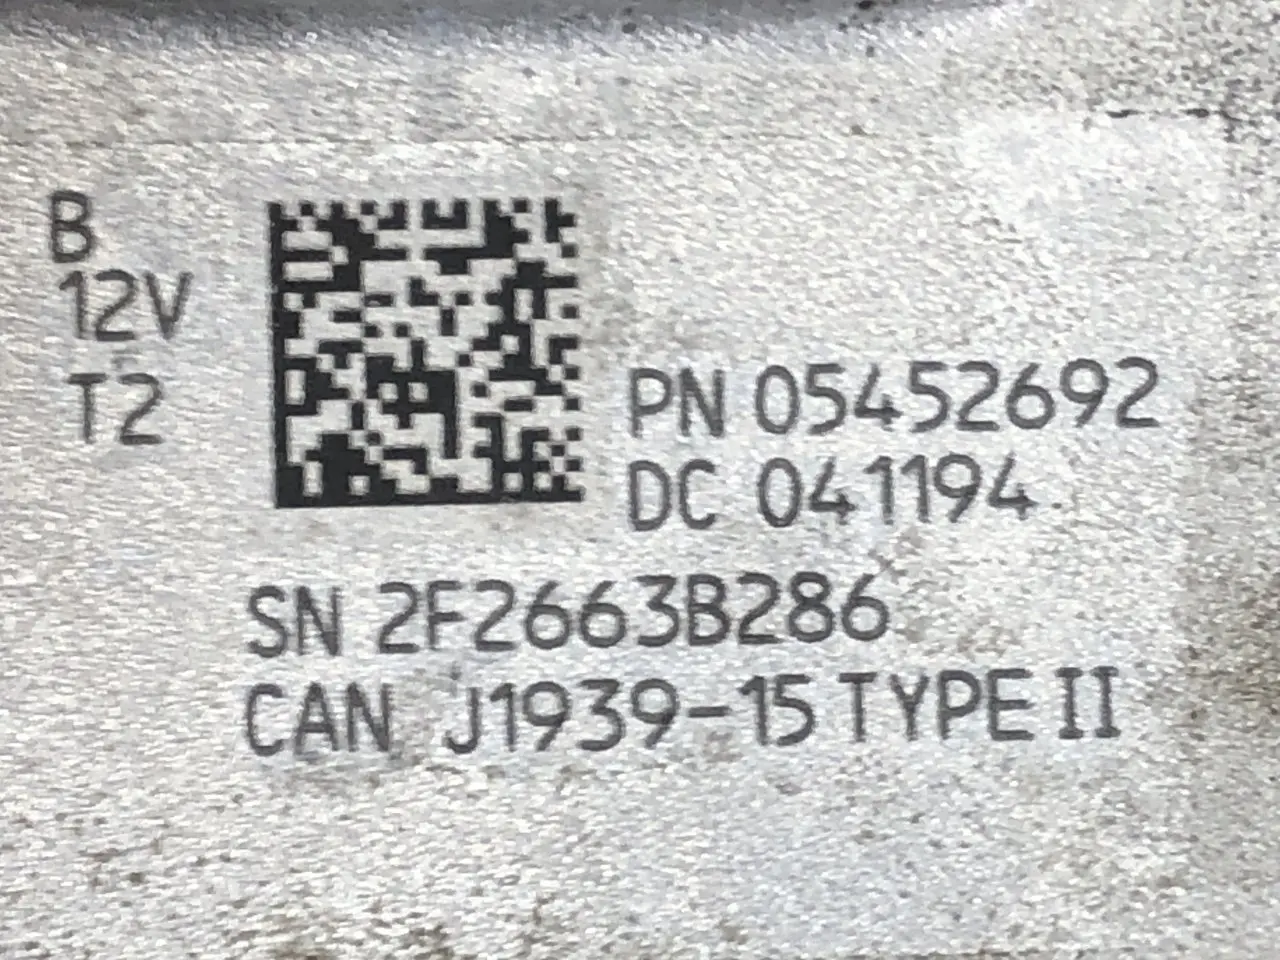 B
12V
T2
PN 05452692
DC 041194
SN 2F2663B286
CAN J1939-15 TYPE II